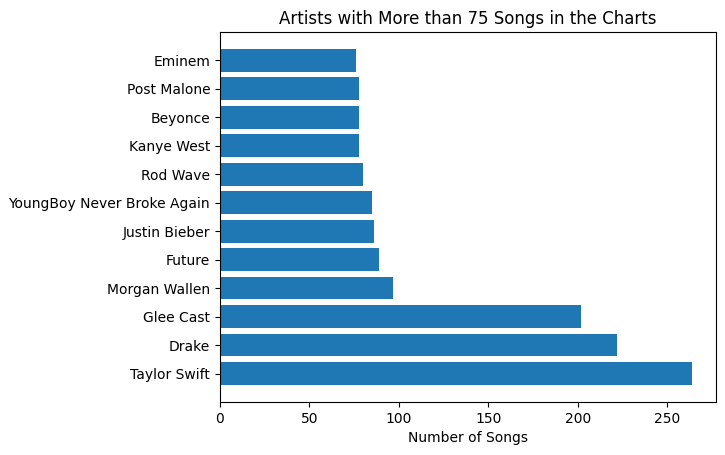 Artists with More than 75 Songs in the Charts
Eminem
Post Malone
Beyonce
Kanye West
Rod Wave
YoungBoy Never Broke Again
Justin Bieber
Future
Morgan Wallen
Glee Cast
Drake
Taylor Swift
0 50 100 150 200 250
Number of Songs